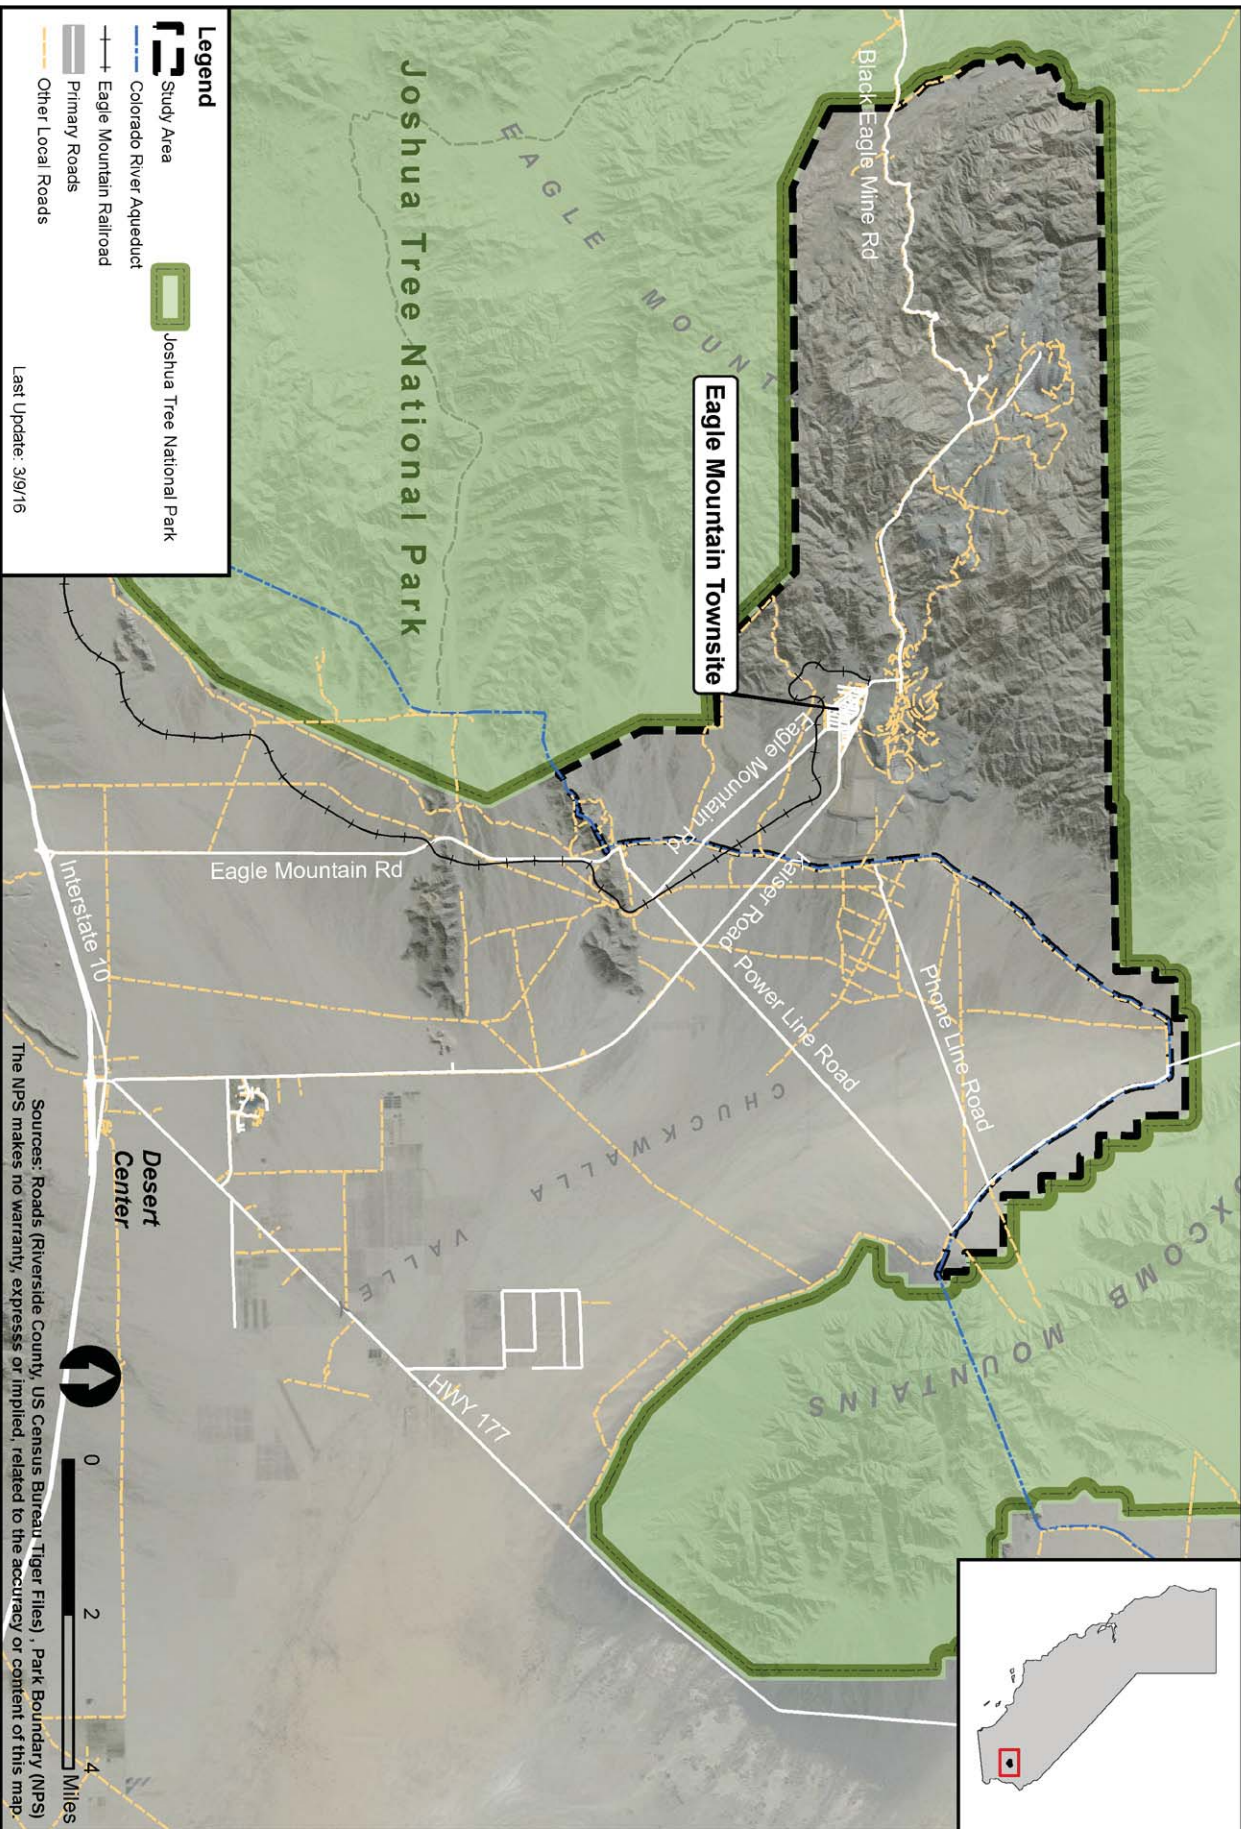 Black Eagle Mine Rd
EAGLE MOUNT
Joshua Tree National Park
Eagle Mountain Townsite
Eagle Mountain Rd
Kaiser Road
Power Line Road
Phone Line Road
OXCOMB MOUNTAINS
CHUCKWALLA VALLEY
Eagle Mountain Rd
Interstate 10
HWY 177
Desert
Center
Legend
Study Area
Colorado River Aqueduct
Eagle Mountain Railroad
Primary Roads
Other Local Roads
Joshua Tree National Park
Last Update: 3/9/16
0 2 4 Miles
Sources: Roads (Riverside County, US Census Bureau Tiger Files) , Park Boundary (NPS)
The NPS makes no warranty, expresss or implied, related to the accuracy or content of this map.